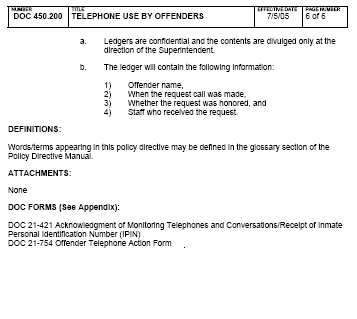 NUMBER TITLE EFFECTIVE DATE PAGE NUMBER
DOC 450.200 TELEPHONE USE BY OFFENDERS 7/5/05 6 of 6
a. Ledgers are confidential and the contents are divulged only at the
direction of the Superintendent.
b. The ledger will contain the following information:
1) Offender name,
2) When the request call was made,
3) Whether the request was honored, and
4) Staff who received the request.
DEFINITIONS:
Words/terms appearing in this policy directive may be defined in the glossary section of the
Policy Directive Manual.
ATTACHMENTS:
None
DOC FORMS (See Appendix):
DOC 21-421 Acknowledgment of Monitoring Telephones and Conversations/Receipt of Inmate
Personal Identification Number (IPIN)
DOC 21-754 Offender Telephone Action Form